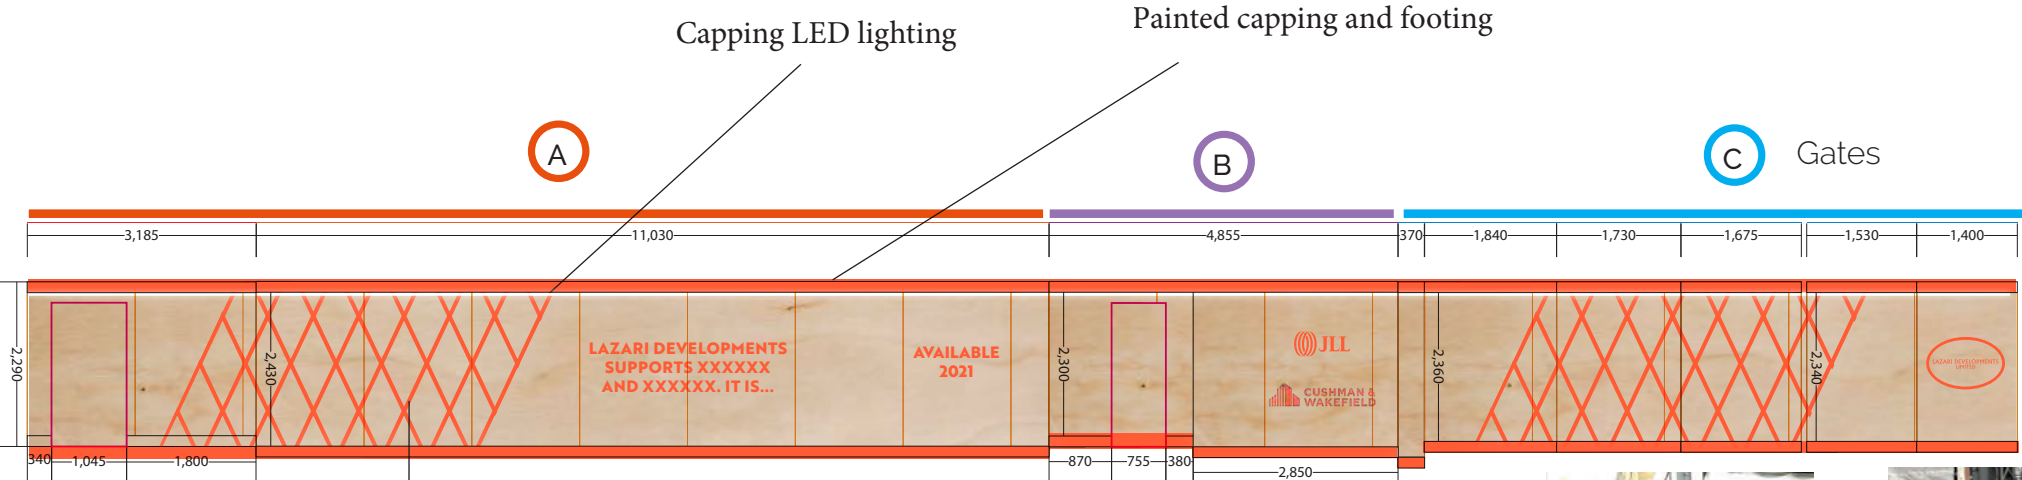 Capping LED lighting
Painted capping and footing
A
B
C
Gates
3,185
11,030
4,855
370
1,840
1,730
1,675
1,530
1,400
2,290
2,430
LAZARI DEVELOPMENTS
SUPPORTS XXXXXX
AND XXXXXX. IT IS...
AVAILABLE
2021
2,300
JLL
CUSHMAN &
WAKEFIELD
2,360
2,340
LAZARI DEVELOPMENTS
LIMITED
340
1,045
1,800
870
755
380
2,850